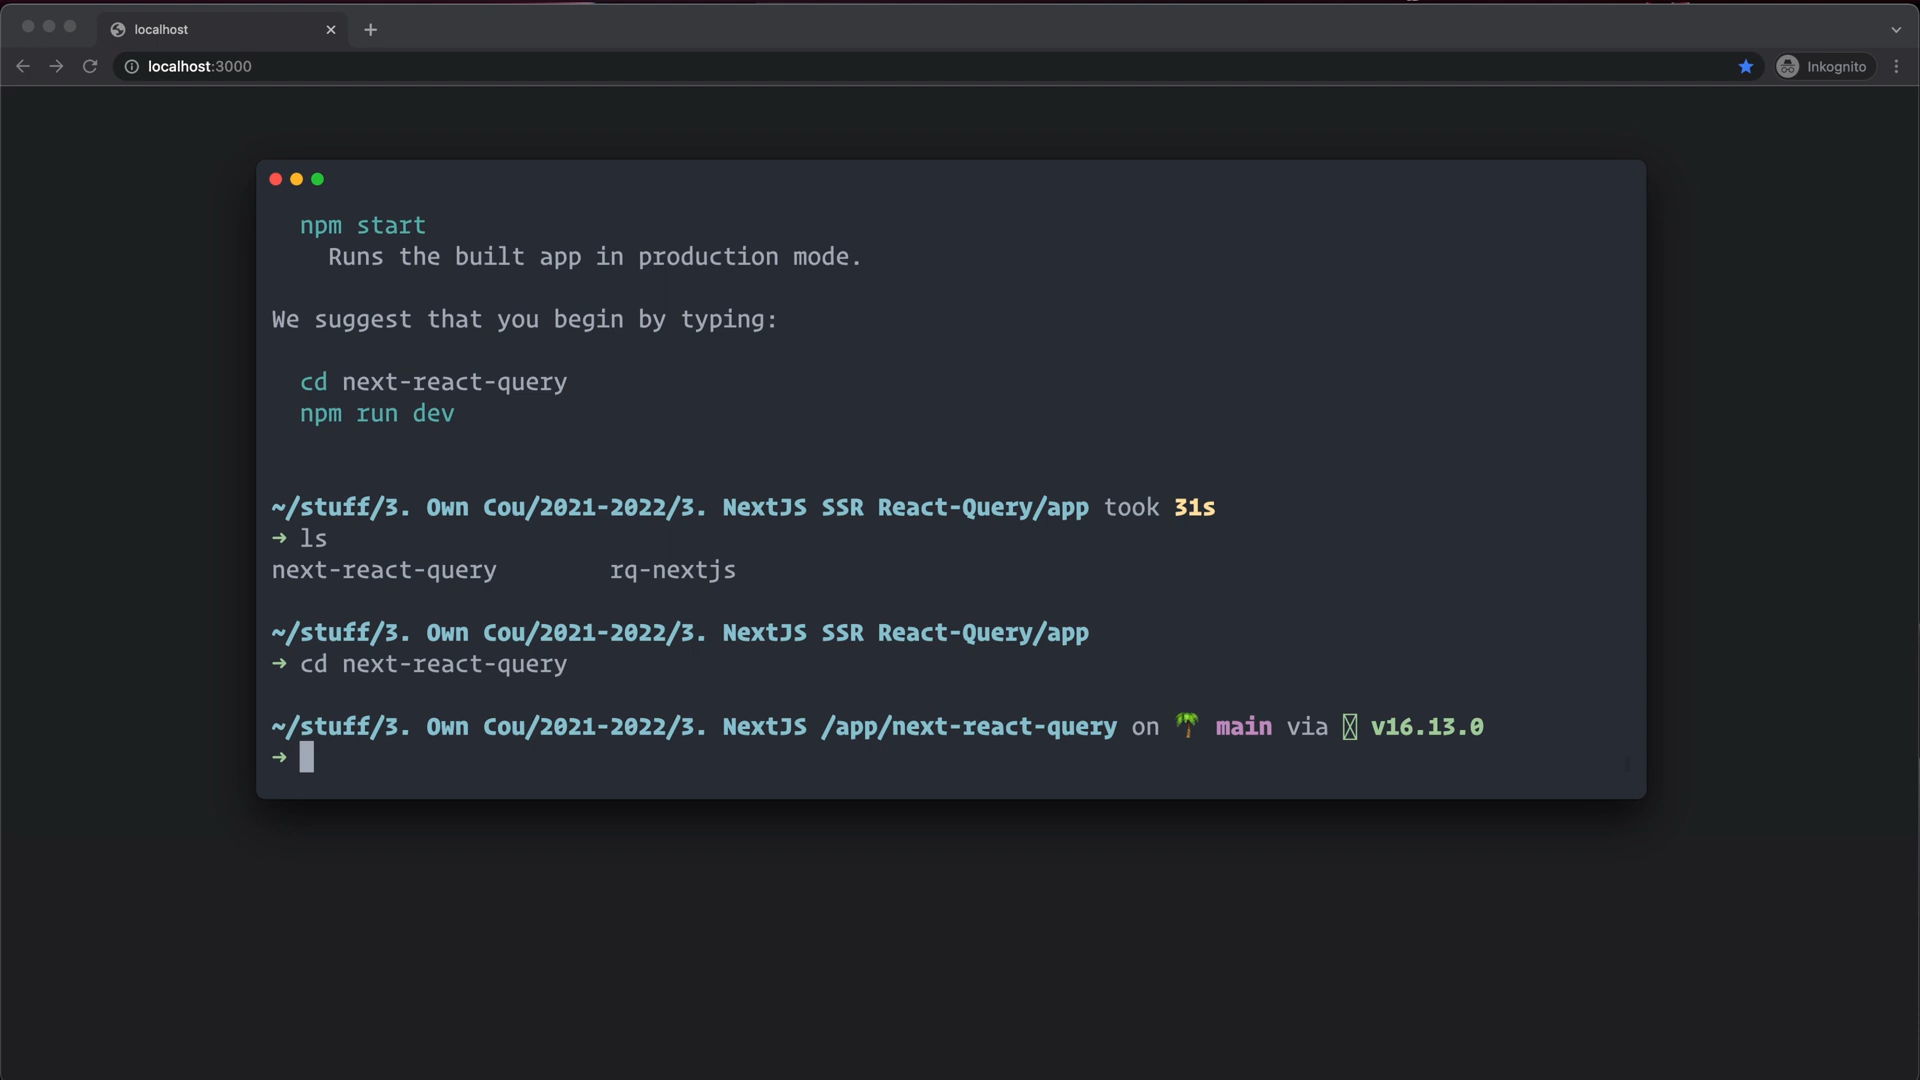 localhost
localhost:3000
Inkognito
npm start
Runs the built app in production mode.
We suggest that you begin by typing:
cd next-react-query
npm run dev
~/stuff/3. Own Cou/2021-2022/3. NextJS SSR React-Query/app took 31s
➜ ls
next-react-query rq-nextjs
~/stuff/3. Own Cou/2021-2022/3. NextJS SSR React-Query/app
➜ cd next-react-query
~/stuff/3. Own Cou/2021-2022/3. NextJS /app/next-react-query on 🌴 main via v16.13.0
➜